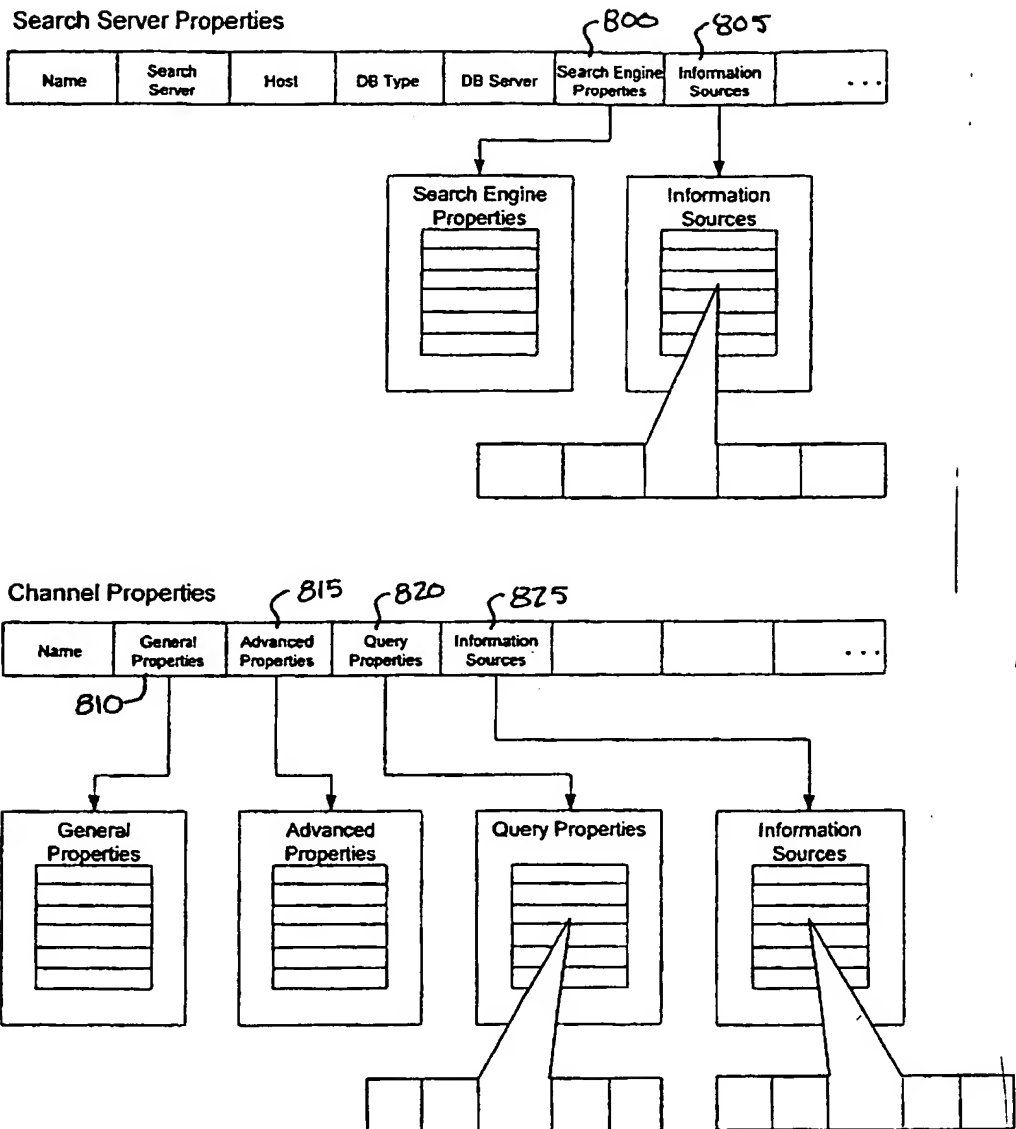 Search Server Properties
800
805
Name
Search
Server
Host
DB Type
DB Server
Search Engine
Properties
Information
Sources
...
Search Engine
Properties
Information
Sources
Channel Properties
815
820
825
Name
General
Properties
Advanced
Properties
Query
Properties
Information
Sources
...
810
General
Properties
Advanced
Properties
Query Properties
Information
Sources